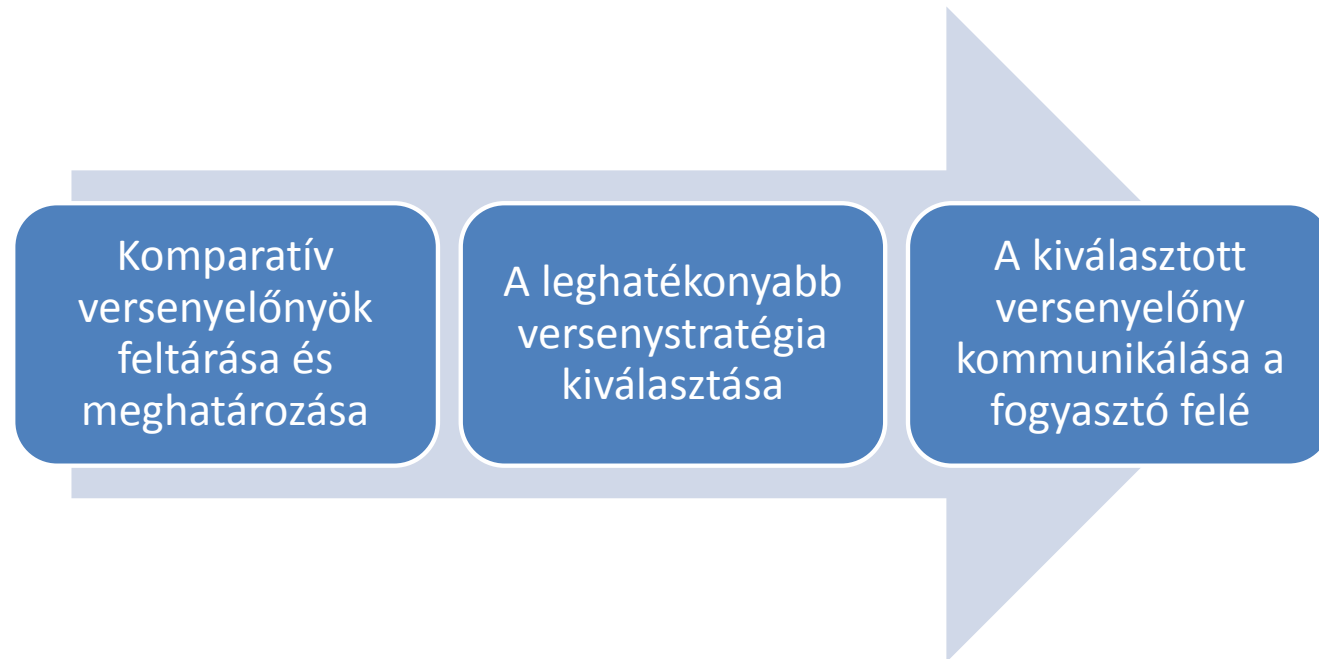 Komparatív
versenyelőnyök
feltárása és
meghatározása
A leghatékonyabb
versenystratégia
kiválasztása
A kiválasztott
versenyelőny
kommunikálása a
fogyasztó felé